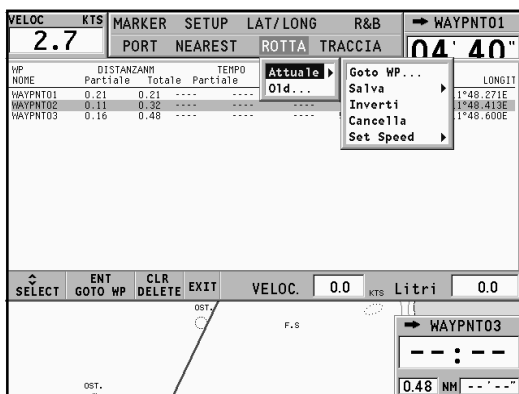 VELOC KTS
2.7
MARKER SETUP LAT/LONG R&B
PORT NEAREST ROTTA TRACCIA
➡ WAYPNT01
04' 40"
WP DISTANZANM TEMPO
NOME Parziale Totale Parziale LONGIT
WAYPNT01 0.21 0.21 ---- 1°48.271E
WAYPNT02 0.11 0.32 ---- ---- 1°48.413E
WAYPNT03 0.16 0.48 ---- ---- 1°48.600E
Attuale ▶
Old...
Goto WP...
Salva ▶
Inverti
Cancella
Set Speed ▶
SELECT ENT GOTO WP CLR DELETE EXIT VELOC. 0.0 KTS Litri 0.0
OST.
F.S
OST.
➡ WAYPNT03
--:--
0.48 NM --'--"